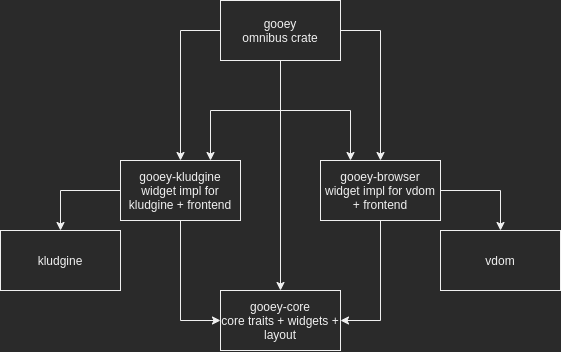 gooey
omnibus crate
gooey-kludgine
widget impl for
kludgine + frontend
gooey-browser
widget impl for vdom
+ frontend
kludgine
vdom
gooey-core
core traits + widgets +
layout